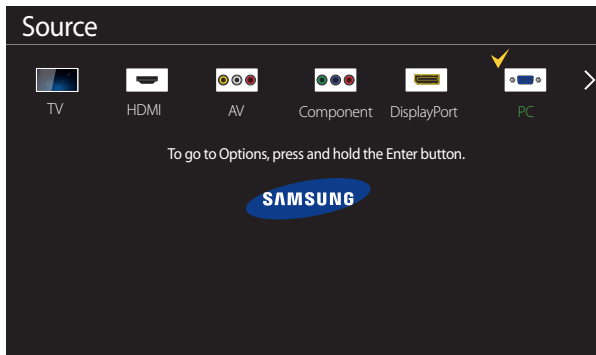 Source
TV HDMI AV Component DisplayPort PC
To go to Options, press and hold the Enter button.
SAMSUNG